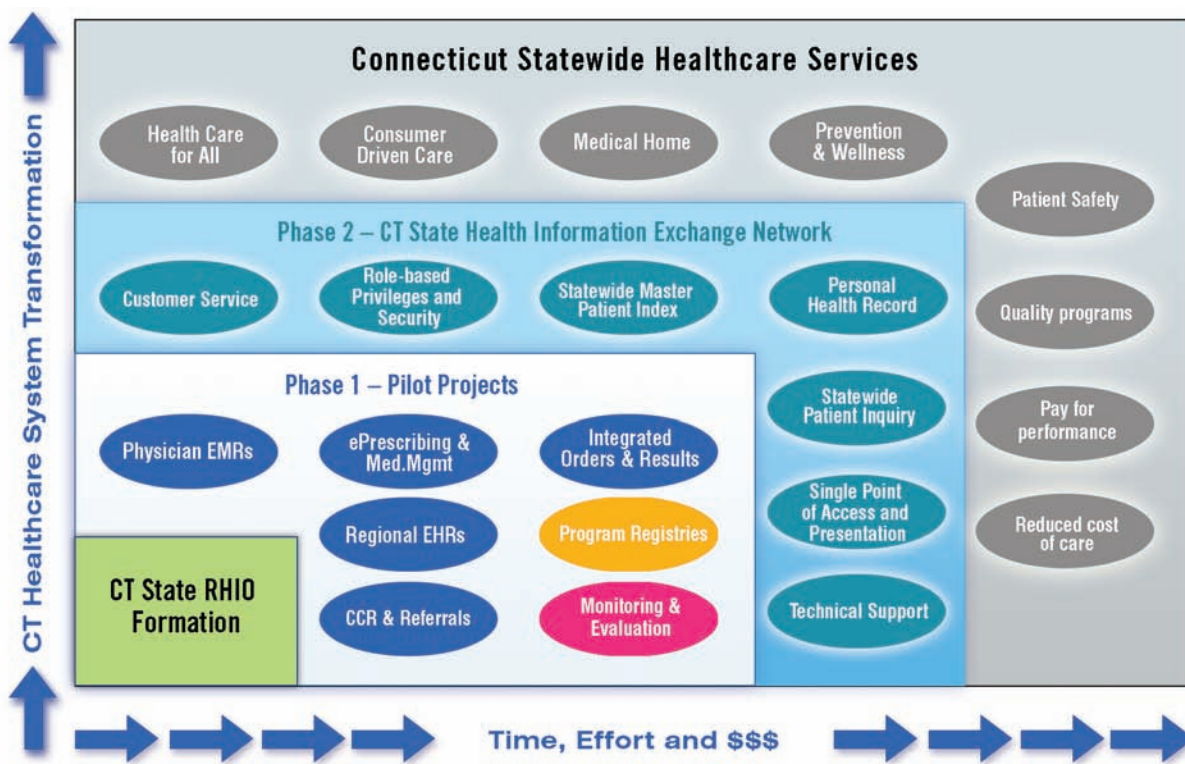 CT Healthcare System Transformation
Connecticut Statewide Healthcare Services
Health Care
for All
Consumer
Driven Care
Medical Home
Prevention
& Wellness
Patient Safety
Quality programs
Pay for
performance
Reduced cost
of care
Phase 2 – CT State Health Information Exchange Network
Customer Service
Role-based
Privileges and
Security
Statewide Master
Patient Index
Personal
Health Record
Statewide
Patient Inquiry
Single Point
of Access and
Presentation
Technical Support
Phase 1 – Pilot Projects
Physician EMRs
ePrescribing &
Med.Mgmt
Integrated
Orders & Results
Regional EHRs
Program Registries
CCR & Referrals
Monitoring &
Evaluation
CT State RHIO
Formation
Time, Effort and $$$